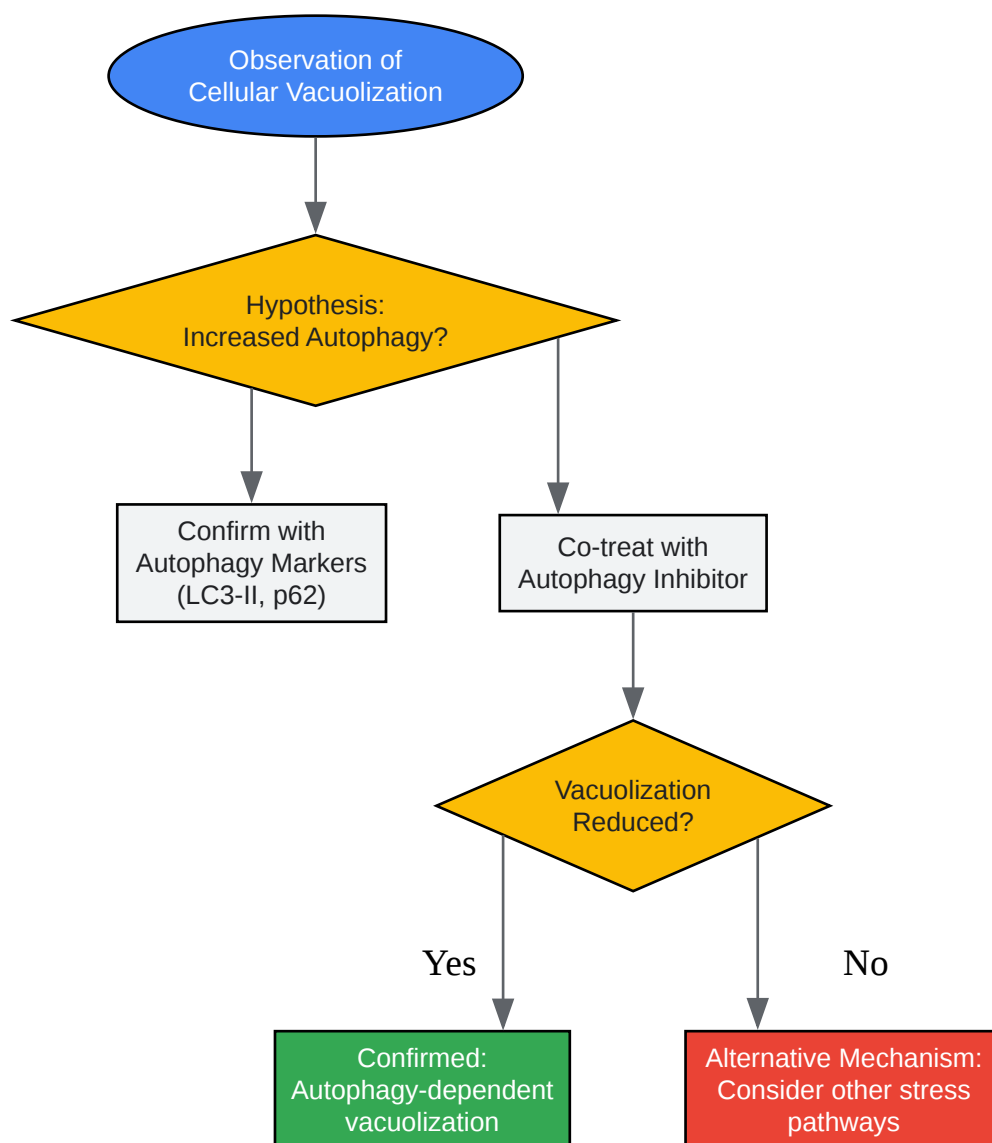 Observation of
Cellular Vacuolization
Hypothesis:
Increased Autophagy?
Confirm with
Autophagy Markers
(LC3-II, p62)
Co-treat with
Autophagy Inhibitor
Vacuolization
Reduced?
Yes
No
Confirmed:
Autophagy-dependent
vacuolization
Alternative Mechanism:
Consider other stress
pathways